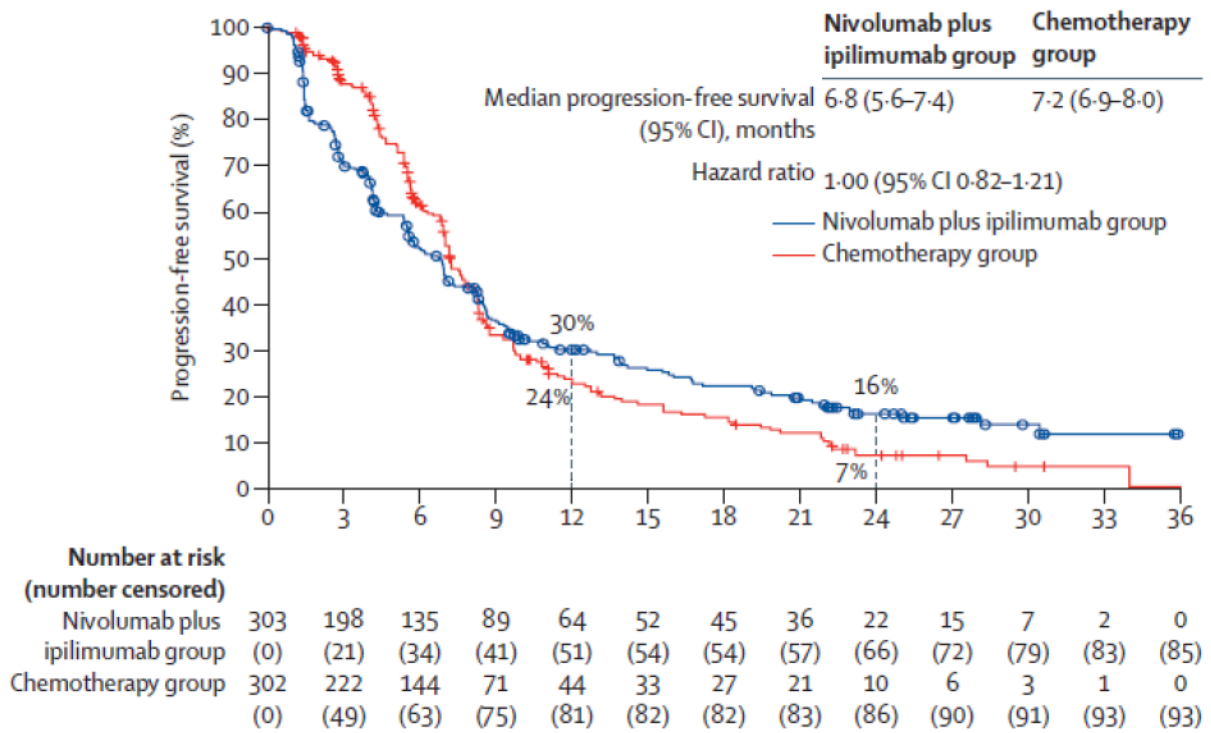 Nivolumab plus ipilimumab group
Chemotherapy group
Median progression-free survival (95% CI), months
6·8 (5·6–7·4)
7·2 (6·9–8·0)
Hazard ratio
1·00 (95% CI 0·82–1·21)
Nivolumab plus ipilimumab group
Chemotherapy group
Progression-free survival (%)
100
90
80
70
60
50
40
30
20
10
0
30%
24%
16%
7%
0 3 6 9 12 15 18 21 24 27 30 33 36
Number at risk
(number censored)
Nivolumab plus 303 198 135 89 64 52 45 36 22 15 7 2 0
ipilimumab group (0) (21) (34) (41) (51) (54) (54) (57) (66) (72) (79) (83) (85)
Chemotherapy group 302 222 144 71 44 33 27 21 10 6 3 1 0
(0) (49) (63) (75) (81) (82) (82) (83) (86) (90) (91) (93) (93)